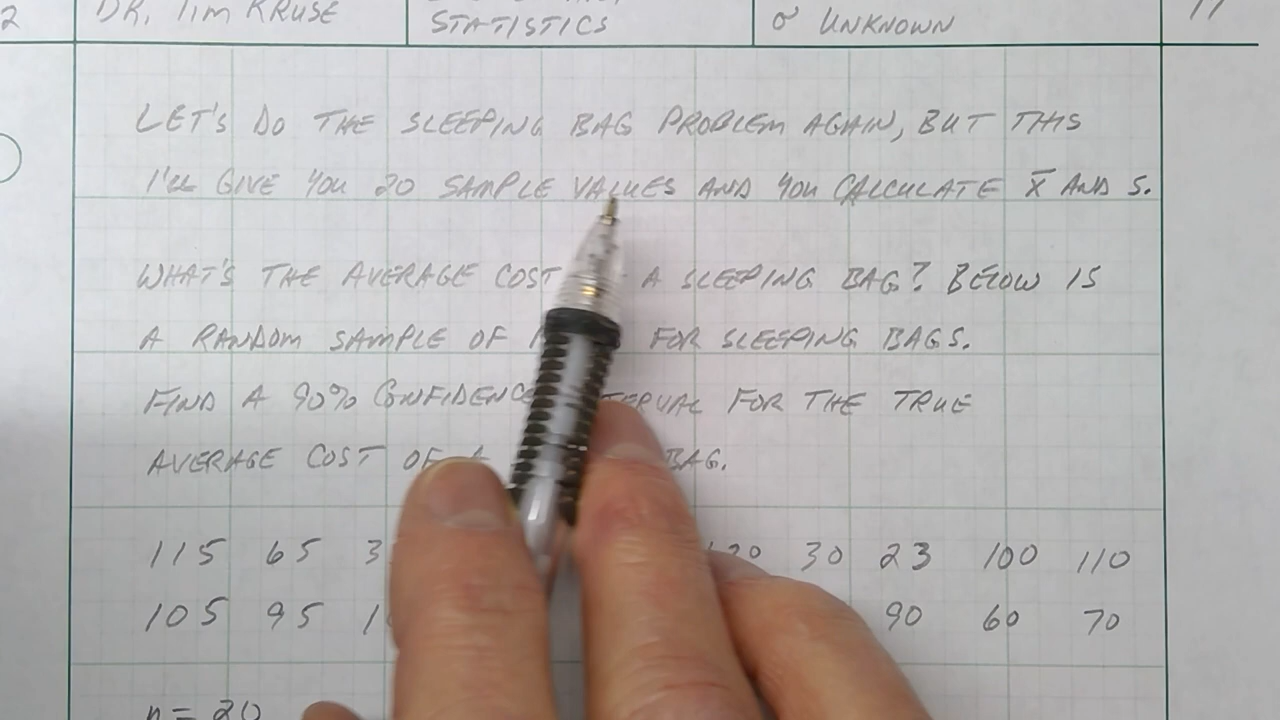 2 DR. TIM KRUSE STATISTICS σ UNKNOWN 11
LET'S DO THE SLEEPING BAG PROBLEM AGAIN, BUT THIS
I'LL GIVE YOU 20 SAMPLE VALUES AND YOU CALCULATE X̄ AND S.
WHAT'S THE AVERAGE COST A SLEEPING BAG? BELOW IS
A RANDOM SAMPLE OF FOR SLEEPING BAGS.
FIND A 90% CONFIDENCE FOR THE TRUE
AVERAGE COST OF A BAG.
115 65 30 23 100 110
105 95 90 60 70
n = 20